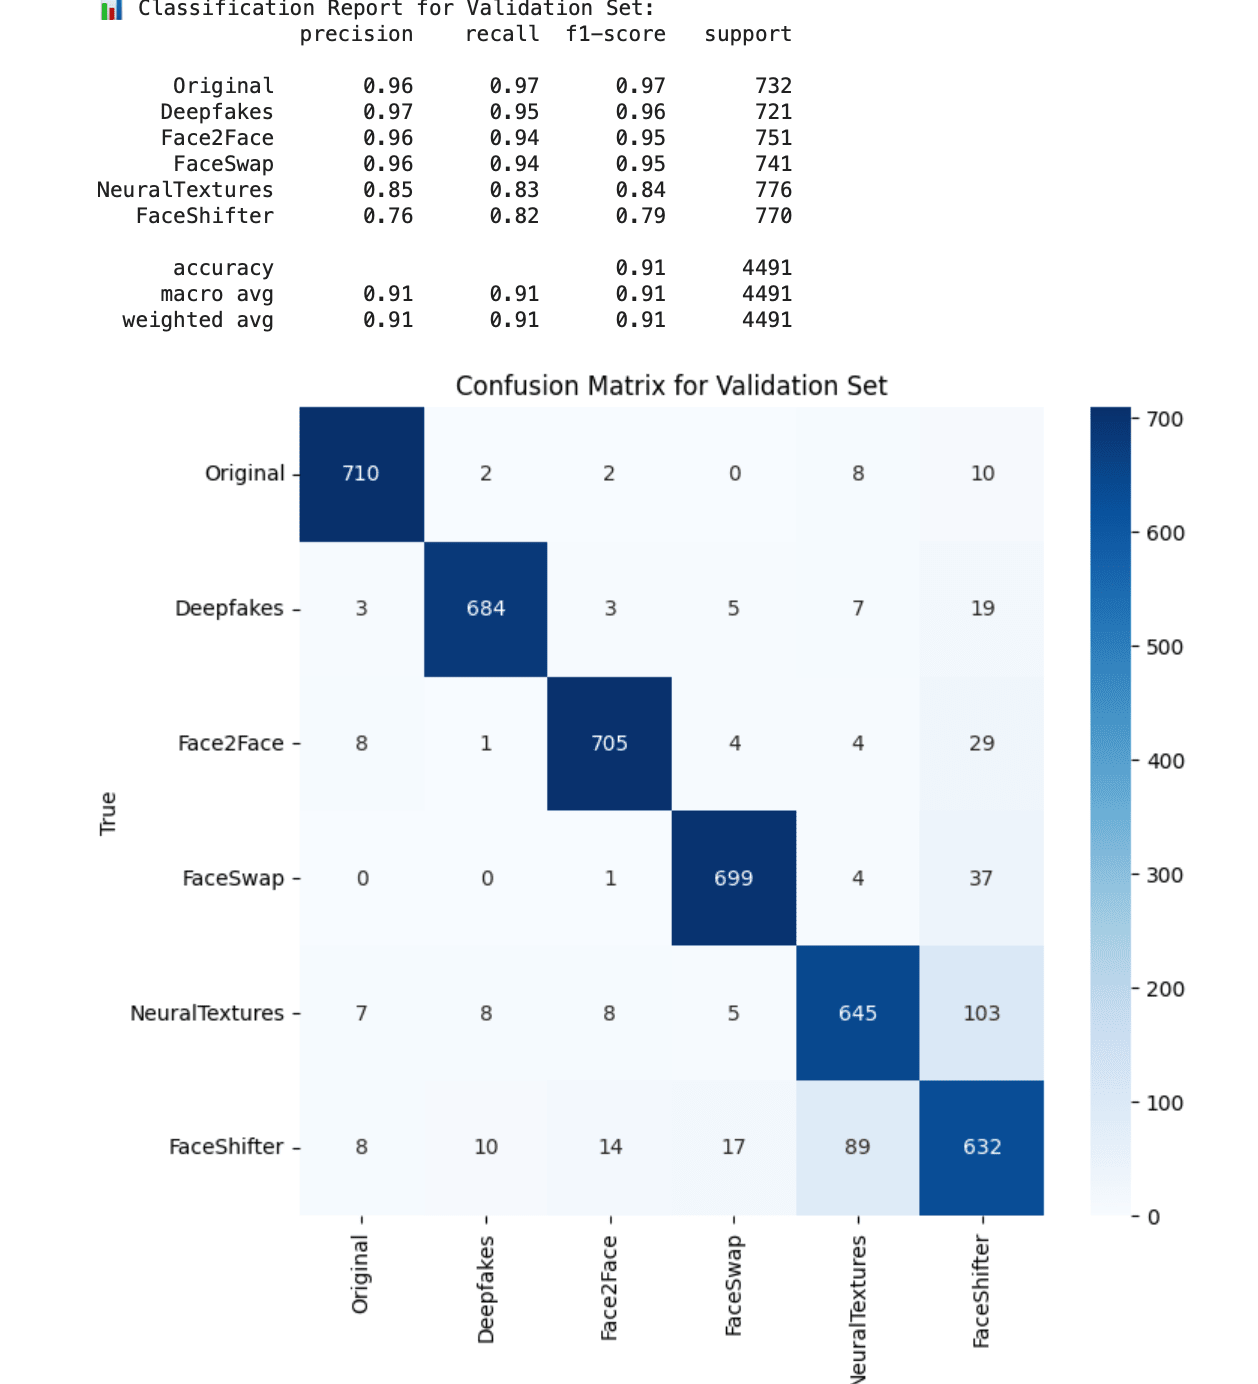 📊 Classification Report for Validation Set:
precision recall f1-score support
Original 0.96 0.97 0.97 732
Deepfakes 0.97 0.95 0.96 721
Face2Face 0.96 0.94 0.95 751
FaceSwap 0.96 0.94 0.95 741
NeuralTextures 0.85 0.83 0.84 776
FaceShifter 0.76 0.82 0.79 770
accuracy 0.91 4491
macro avg 0.91 0.91 0.91 4491
weighted avg 0.91 0.91 0.91 4491
Confusion Matrix for Validation Set
True
Original 710 2 2 0 8 10
Deepfakes 3 684 3 5 7 19
Face2Face 8 1 705 4 4 29
FaceSwap 0 0 1 699 4 37
NeuralTextures 7 8 8 5 645 103
FaceShifter 8 10 14 17 89 632
Original
Deepfakes
Face2Face
FaceSwap
NeuralTextures
FaceShifter
700
600
500
400
300
200
100
0